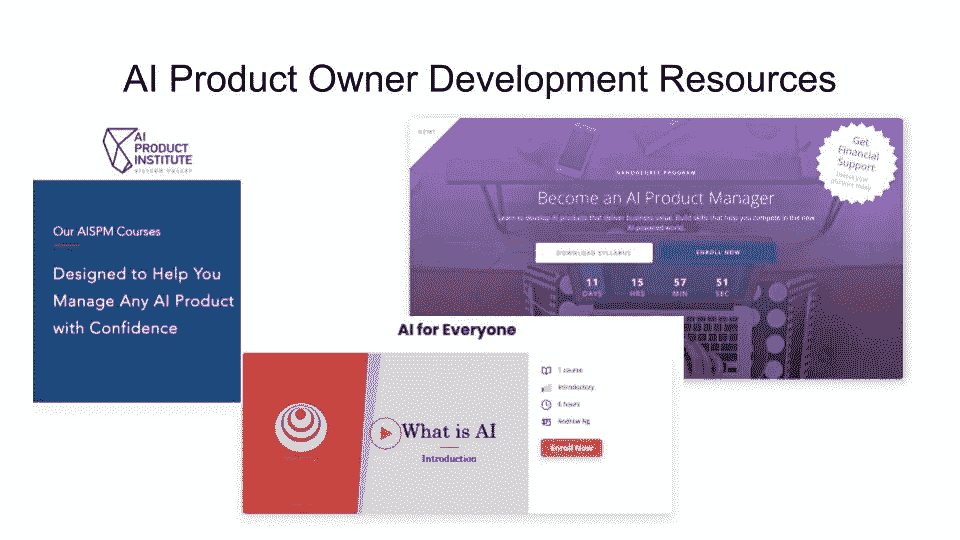 AI Product Owner Development Resources
AI
PRODUCT
INSTITUTE
Our AISPM Courses
Designed to Help You
Manage Any AI Product
with Confidence
NEW!
NANODEGREE PROGRAM
Become an AI Product Manager
Learn to develop AI products that deliver business value. Build skills that help you compete in the new
AI-powered world.
DOWNLOAD SYLLABUS
ENROLL NOW
11 15 57 51
DAYS HRS MIN SEC
Get
Financial
Support
AI for Everyone
What is AI
Introduction
1 course
Introductory
6 hours
Andrew Ng
Enroll Now